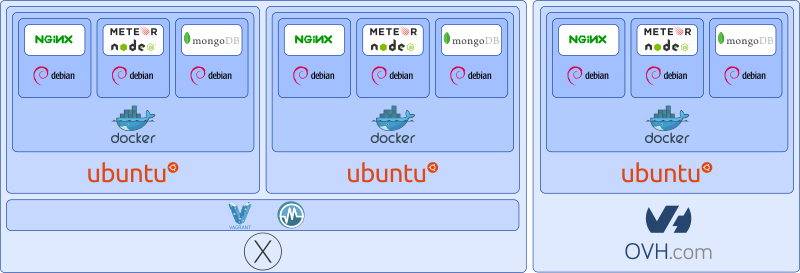 NGINX METEOR mongoDB NGINX METEOR mongoDB NGINX METEOR mongoDB
node node node
debian debian debian debian debian debian debian debian debian
docker docker docker
ubuntu ubuntu ubuntu
VAGRANT
X OVH.com